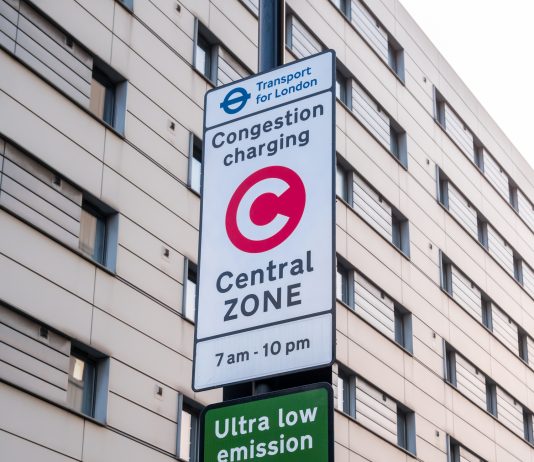 Transport
for London
Congestion
charging
C
Central
ZONE
7 am - 10 pm
Ultra low
emission